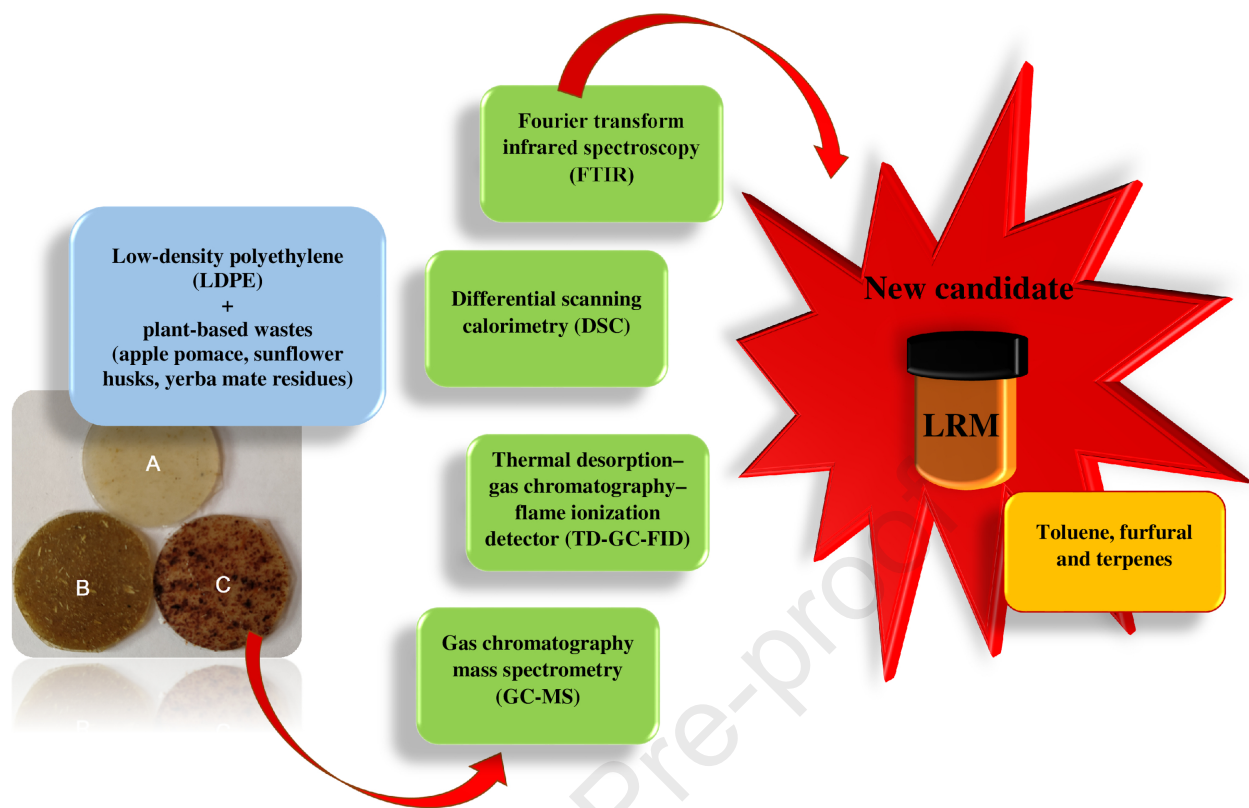 Fourier transform
infrared spectroscopy
(FTIR)
Low-density polyethylene
(LDPE)
+
plant-based wastes
(apple pomace, sunflower
husks, yerba mate residues)
Differential scanning
calorimetry (DSC)
New candidate
LRM
A
B
C
Thermal desorption–
gas chromatography–
flame ionization
detector (TD-GC-FID)
Toluene, furfural
and terpenes
Gas chromatography
mass spectrometry
(GC-MS)
Pre-proof